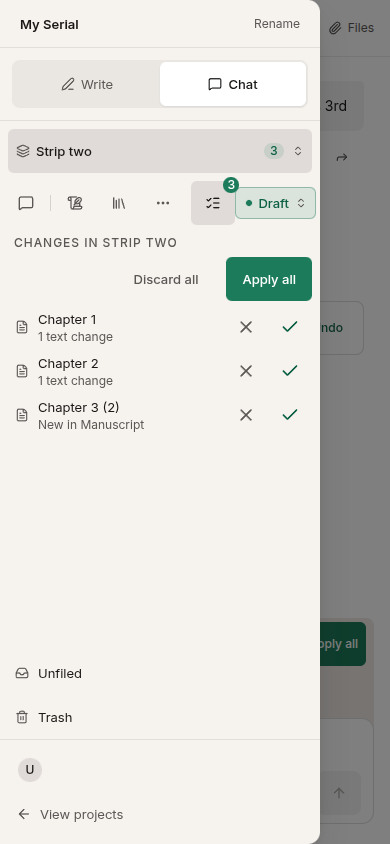 My Serial
Rename
Files
Write
Chat
3rd
Strip two
3
3
Draft
CHANGES IN STRIP TWO
Discard all
Apply all
Chapter 1
1 text change
ndo
Chapter 2
1 text change
Chapter 3 (2)
New in Manuscript
pply all
Unfiled
Trash
U
View projects